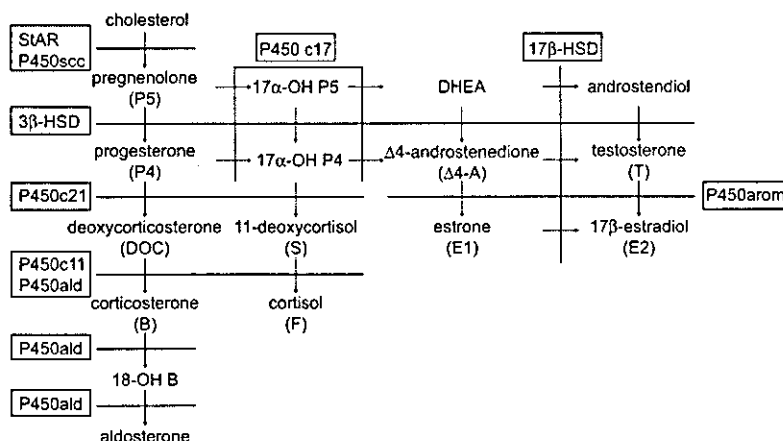 cholesterol
StAR
P450scc
P450 c17
17β-HSD
pregnenolone
(P5)
17α-OH P5
DHEA
androstendiol
3β-HSD
progesterone
(P4)
17α-OH P4
Δ4-androstenedione
(Δ4-A)
testosterone
(T)
P450c21
P450arom
deoxycorticosterone
(DOC)
11-deoxycortisol
(S)
estrone
(E1)
17β-estradiol
(E2)
P450c11
P450ald
corticosterone
(B)
cortisol
(F)
P450ald
18-OH B
P450ald
aldosterone